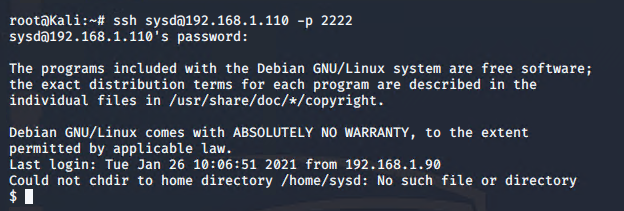 root@Kali:~# ssh sysd@192.168.1.110 -p 2222
sysd@192.168.1.110's password:
The programs included with the Debian GNU/Linux system are free software;
the exact distribution terms for each program are described in the
individual files in /usr/share/doc/*/copyright.
Debian GNU/Linux comes with ABSOLUTELY NO WARRANTY, to the extent
permitted by applicable law.
Last login: Tue Jan 26 10:06:51 2021 from 192.168.1.90
Could not chdir to home directory /home/sysd: No such file or directory
$